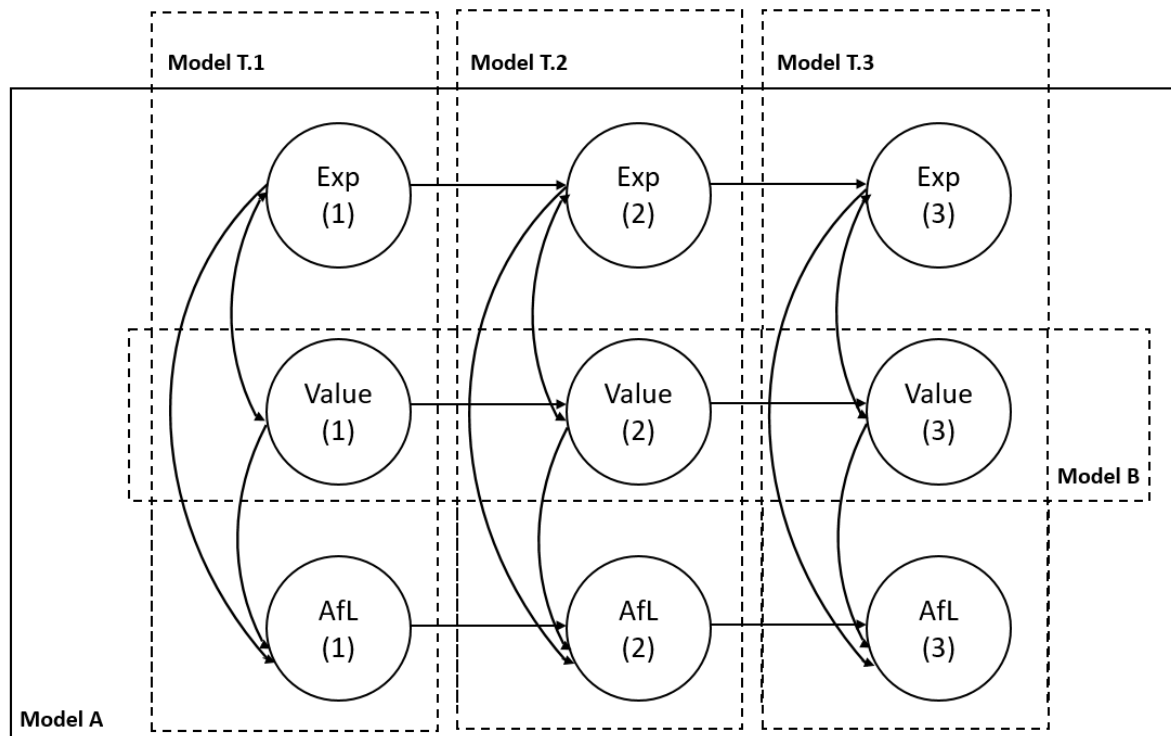 Model T.1
Model T.2
Model T.3
Exp
(1)
Exp
(2)
Exp
(3)
Value
(1)
Value
(2)
Value
(3)
Model B
AfL
(1)
AfL
(2)
AfL
(3)
Model A